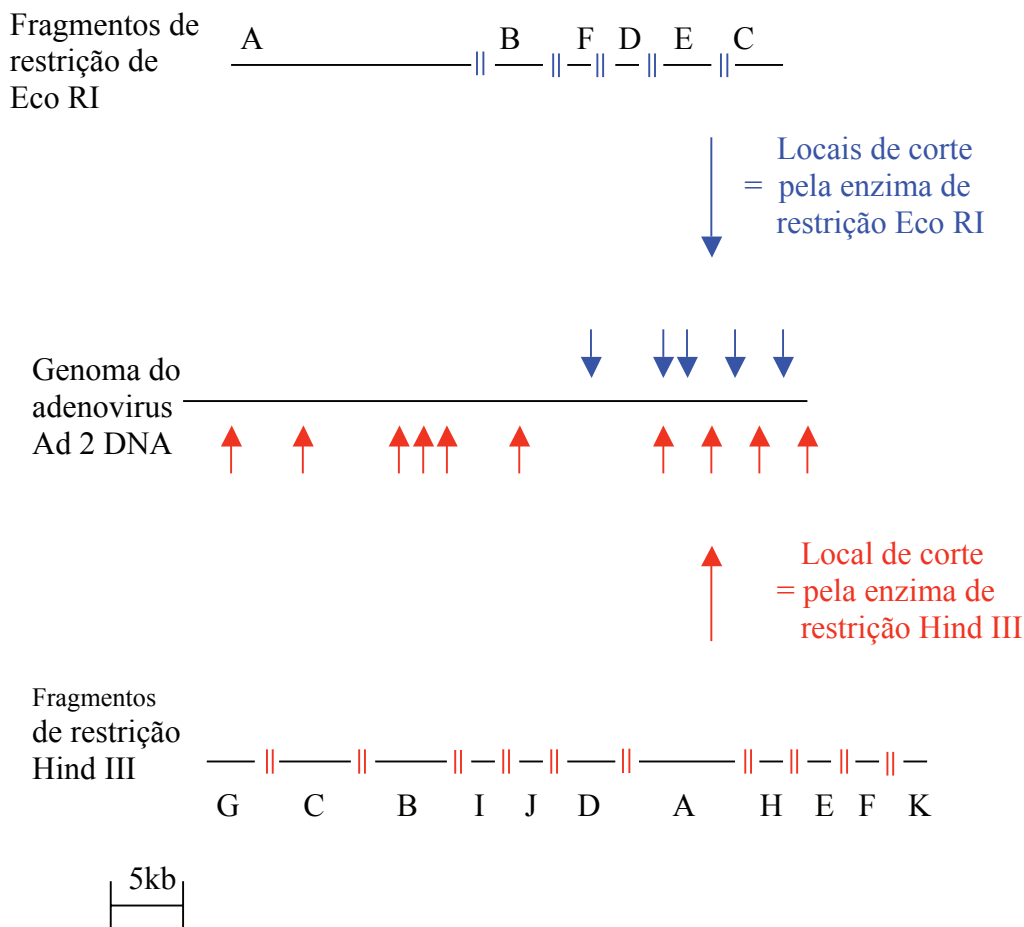 Fragmentos de
restrição de
Eco RI
A B F D E C
Locais de corte
= pela enzima de
restrição Eco RI
Genoma do
adenovirus
Ad 2 DNA
Local de corte
= pela enzima de
restrição Hind III
Fragmentos
de restrição
Hind III
G C B I J D A H E F K
5kb